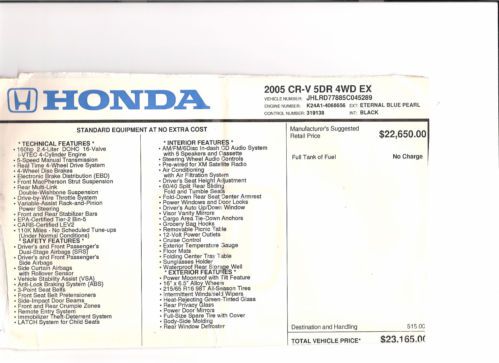 HONDA
2005 CR-V 5DR 4WD EX
VEHICLE NUMBER: JHLRD77885C045289
ENGINE NUMBER: K24A1-4066656 EXT: ETERNAL BLUE PEARL
CONTROL NUMBER: 319138 INT: BLACK
STANDARD EQUIPMENT AT NO EXTRA COST
* TECHNICAL FEATURES *
• 160hp 2.4-Liter DOHC 16-Valve
i-VTEC 4-Cylinder Engine
• 5-Speed Manual Transmission
• Real Time 4-Wheel Drive System
• 4-Wheel Disc Brakes
• Electronic Brake Distribution (EBD)
• Front MacPherson Strut Suspension
• Rear Multi-Link
Double-Wishbone Suspension
• Drive-by-Wire Throttle System
• Variable-Assist Rack-and-Pinion
Power Steering
• Front and Rear Stabilizer Bars
• EPA-Certified Tier-2 Bin-5
• CARB-Certified LEV2
• 110K Miles - No Scheduled Tune-ups
(Under Normal Conditions)
* SAFETY FEATURES *
• Driver's and Front Passenger's
Dual-Stage Airbags (SRS)
• Driver's and Front Passenger's
Side Airbags
• Side Curtain Airbags
with Rollover Sensor
• Vehicle Stability Assist (VSA)
• Anti-Lock Braking System (ABS)
• 3-Point Seat Belts
• Front Seat Belt Pretensioners
• Side-Impact Door Beams
• Front and Rear Crumple Zones
• Remote Entry System
• Immobilizer Theft-Deterrent System
• LATCH System for Child Seats
* INTERIOR FEATURES *
• AM/FM/6Disc In-dash CD Audio System
with 6 Speakers and Cassette
• Steering Wheel Audio Controls
• Pre-wired for XM Satellite Radio
• Air Conditioning
with Air Filtration System
• Driver's Seat Height Adjustment
• 60/40 Split Rear Sliding
Fold and Tumble Seats
• Fold-Down Rear Seat Center Armrest
• Power Windows and Door Locks
• Driver's Auto Up/Down Window
• Visor Vanity Mirrors
• Cargo Area Tie-Down Anchors
• Grocery Bag Hooks
• Removable Picnic Table
• 12-Volt Power Outlets
• Cruise Control
• Exterior Temperature Gauge
• Floor Mats
• Folding Center Tray Table
• Sunglasses Holder
• Waterproof Rear Storage Well
* EXTERIOR FEATURES *
• Power Moonroof with Tilt Feature
• 16" x 6.5" Alloy Wheels
• 215/65 R16 98T All-Season Tires
• Intermittent Windshield Wipers
• Heat-Rejecting Green-Tinted Glass
• Rear Privacy Glass
• Power Door Mirrors
• Full-Size Spare Tire with Cover
• Body-Side Molding
• Rear Window Defroster
Manufacturer's Suggested
Retail Price $22,650.00
Full Tank of Fuel No Charge
Destination and Handling 515.00
TOTAL VEHICLE PRICE* $23,165.00